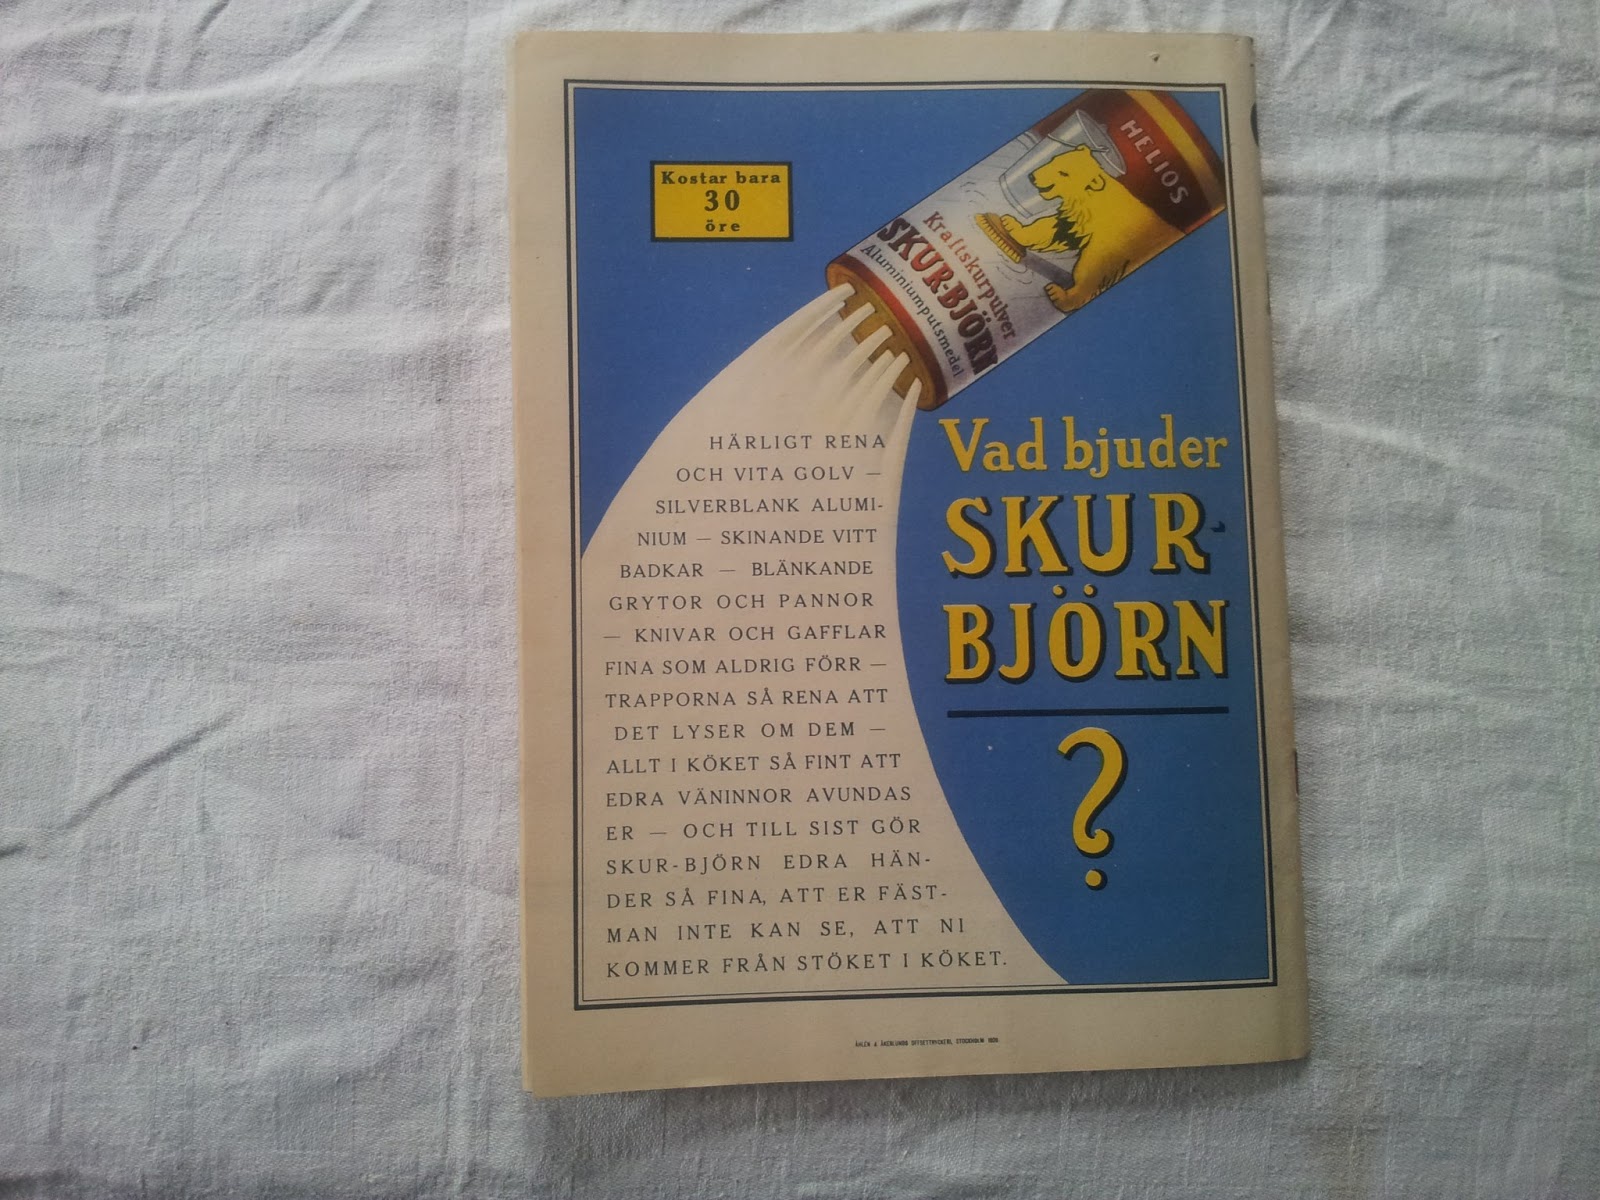 Kostar bara
30
öre
HELIOS
Kraftskurpulver
SKUR-BJÖRN
Aluminiumputsmedel
Vad bjuder
SKUR-
BJÖRN
?
HÄRLIGT RENA
OCH VITA GOLV —
SILVERBLANK ALUMI-
NIUM — SKINANDE VITT
BADKAR — BLÄNKANDE
GRYTOR OCH PANNOR
— KNIVAR OCH GAFFLAR
FINA SOM ALDRIG FÖRR —
TRAPPORNA SÅ RENA ATT
DET LYSER OM DEM —
ALLT I KÖKET SÅ FINT ATT
EDRA VÄNINNOR AVUNDAS
ER — OCH TILL SIST GÖR
SKUR-BJÖRN EDRA HÄN-
DER SÅ FINA, ATT ER FÄST-
MAN INTE KAN SE, ATT NI
KOMMER FRÅN STÖKET I KÖKET.
ÅHLÉN & ÅKERLUNDS OFFSETTRYCKERI, STOCKHOLM